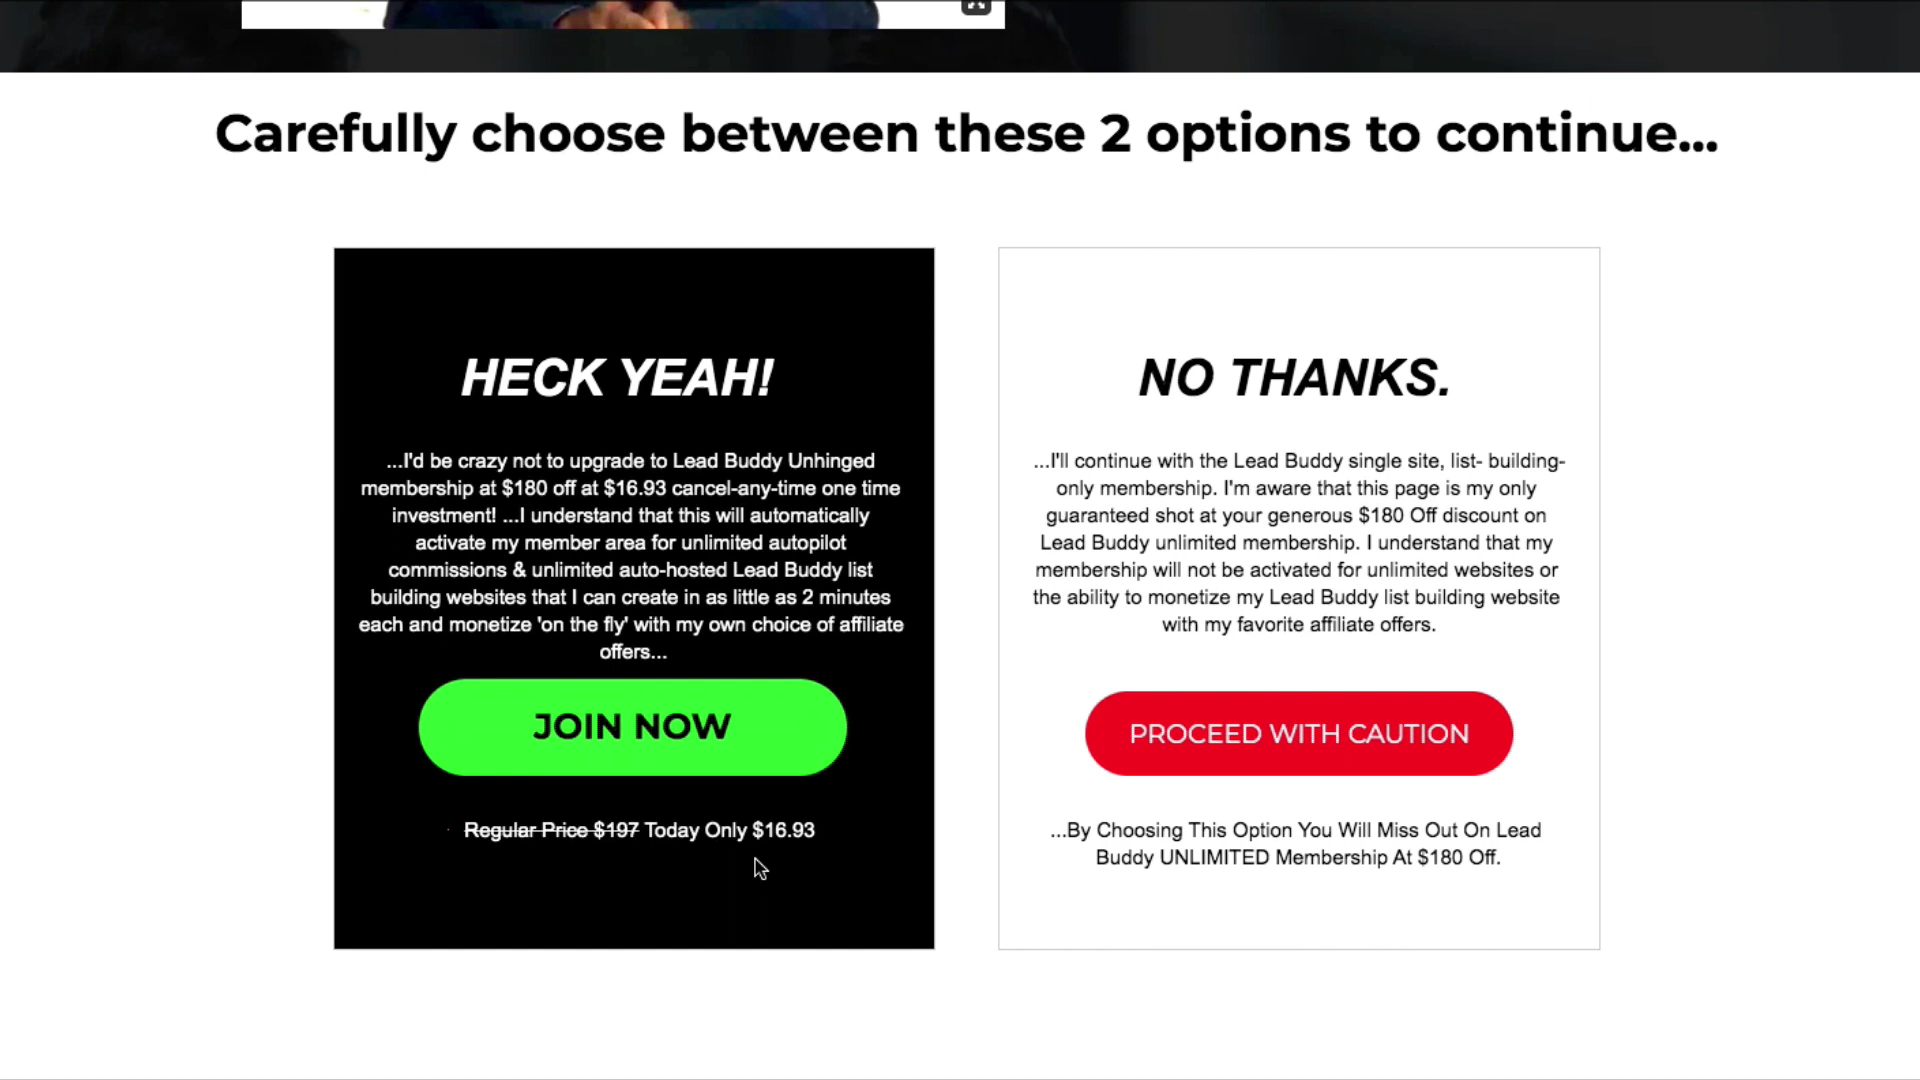 Carefully choose between these 2 options to continue...
HECK YEAH!
...I'd be crazy not to upgrade to Lead Buddy Unhinged
membership at $180 off at $16.93 cancel-any-time one time
investment! ...I understand that this will automatically
activate my member area for unlimited autopilot
commissions & unlimited auto-hosted Lead Buddy list
building websites that I can create in as little as 2 minutes
each and monetize 'on the fly' with my own choice of affiliate
offers...
JOIN NOW
Regular Price $197 Today Only $16.93
NO THANKS.
...I'll continue with the Lead Buddy single site, list- building-
only membership. I'm aware that this page is my only
guaranteed shot at your generous $180 Off discount on
Lead Buddy unlimited membership. I understand that my
membership will not be activated for unlimited websites or
the ability to monetize my Lead Buddy list building website
with my favorite affiliate offers.
PROCEED WITH CAUTION
...By Choosing This Option You Will Miss Out On Lead
Buddy UNLIMITED Membership At $180 Off.